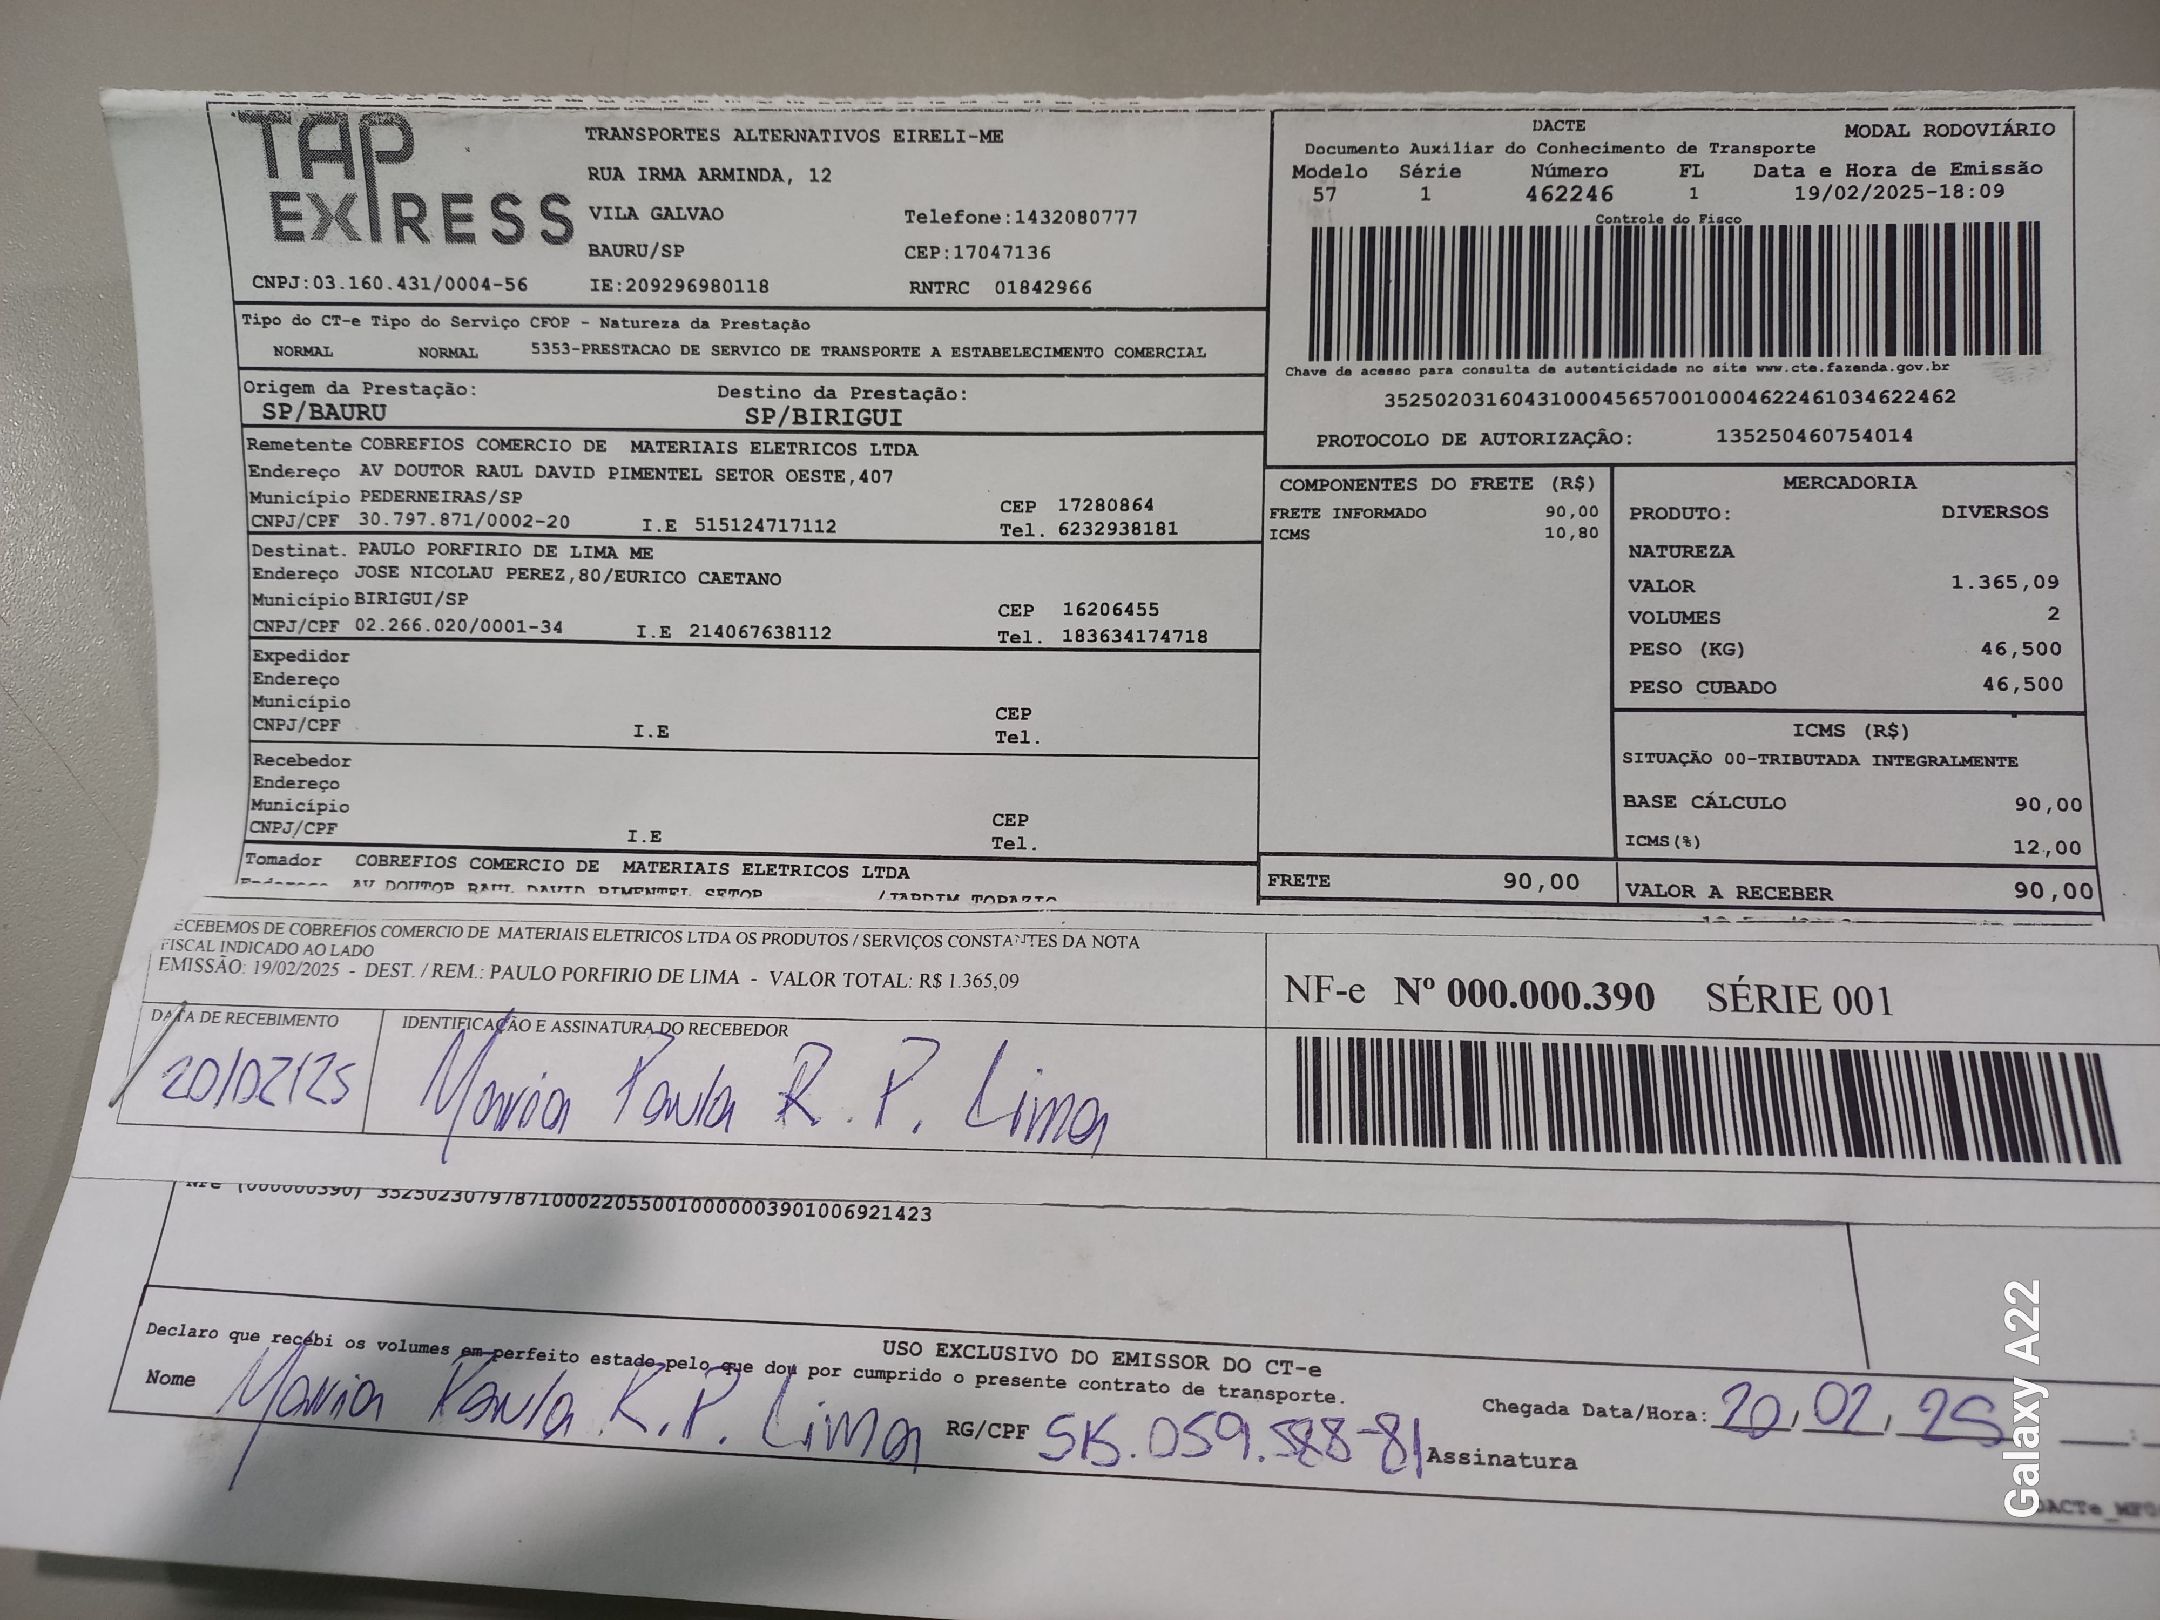 TAP EXPRESS
TRANSPORTES ALTERNATIVOS EIRELI-ME
RUA IRMA ARMINDA, 12
VILA GALVAO Telefone:1432080777
BAURU/SP CEP:17047136
CNPJ:03.160.431/0004-56 IE:209296980118 RNTRC 01842966
DACTE MODAL RODOVIÁRIO
Documento Auxiliar do Conhecimento de Transporte
Modelo Série Número FL Data e Hora de Emissão
57 1 462246 1 19/02/2025-18:09
Controle do Fisco
Chave de acesso para consulta de autenticidade no site www.cte.fazenda.gov.br
35250203160431000456570010004622461034622462
PROTOCOLO DE AUTORIZAÇÃO: 135250460754014
Tipo do CT-e Tipo do Serviço CFOP - Natureza da Prestação
NORMAL NORMAL 5353-PRESTACAO DE SERVICO DE TRANSPORTE A ESTABELECIMENTO COMERCIAL
Origem da Prestação: Destino da Prestação:
SP/BAURU SP/BIRIGUI
Remetente COBREFIOS COMERCIO DE MATERIAIS ELETRICOS LTDA
Endereço AV DOUTOR RAUL DAVID PIMENTEL SETOR OESTE,407
Município PEDERNEIRAS/SP CEP 17280864
CNPJ/CPF 30.797.871/0002-20 I.E 515124717112 Tel. 6232938181
Destinat. PAULO PORFIRIO DE LIMA ME
Endereço JOSE NICOLAU PEREZ,80/EURICO CAETANO
Município BIRIGUI/SP CEP 16206455
CNPJ/CPF 02.266.020/0001-34 I.E 214067638112 Tel. 183634174718
Expedidor
Endereço
Município CEP
CNPJ/CPF I.E Tel.
Recebedor
Endereço
Município CEP
CNPJ/CPF I.E Tel.
Tomador COBREFIOS COMERCIO DE MATERIAIS ELETRICOS LTDA
Endereço AV DOUTOR RAUL DAVID PIMENTEL SETOR /JARDIM TOPAZIO
COMPONENTES DO FRETE (R$)
FRETE INFORMADO 90,00
ICMS 10,80
FRETE 90,00
MERCADORIA
PRODUTO: DIVERSOS
NATUREZA
VALOR 1.365,09
VOLUMES 2
PESO (KG) 46,500
PESO CUBADO 46,500
ICMS (R$)
SITUAÇÃO 00-TRIBUTADA INTEGRALMENTE
BASE CÁLCULO 90,00
ICMS(%) 12,00
VALOR A RECEBER 90,00
ECEBEMOS DE COBREFIOS COMERCIO DE MATERIAIS ELETRICOS LTDA OS PRODUTOS / SERVIÇOS CONSTANTES DA NOTA
FISCAL INDICADO AO LADO
EMISSÃO: 19/02/2025 - DEST. / REM.: PAULO PORFIRIO DE LIMA - VALOR TOTAL: R$ 1.365,09
DATA DE RECEBIMENTO IDENTIFICAÇÃO E ASSINATURA DO RECEBEDOR
20/02/25 Maria Paula R. P. Lima
NF-e Nº 000.000.390 SÉRIE 001
NFe (000000390) 35250230797871000220550010000003901006921423
USO EXCLUSIVO DO EMISSOR DO CT-e
Declaro que recebi os volumes em perfeito estado pelo que dou por cumprido o presente contrato de transporte.
Nome Maria Paula R. P. Lima RG/CPF 515.059.588-81 Assinatura
Chegada Data/Hora: 20/02/25
Galaxy A22